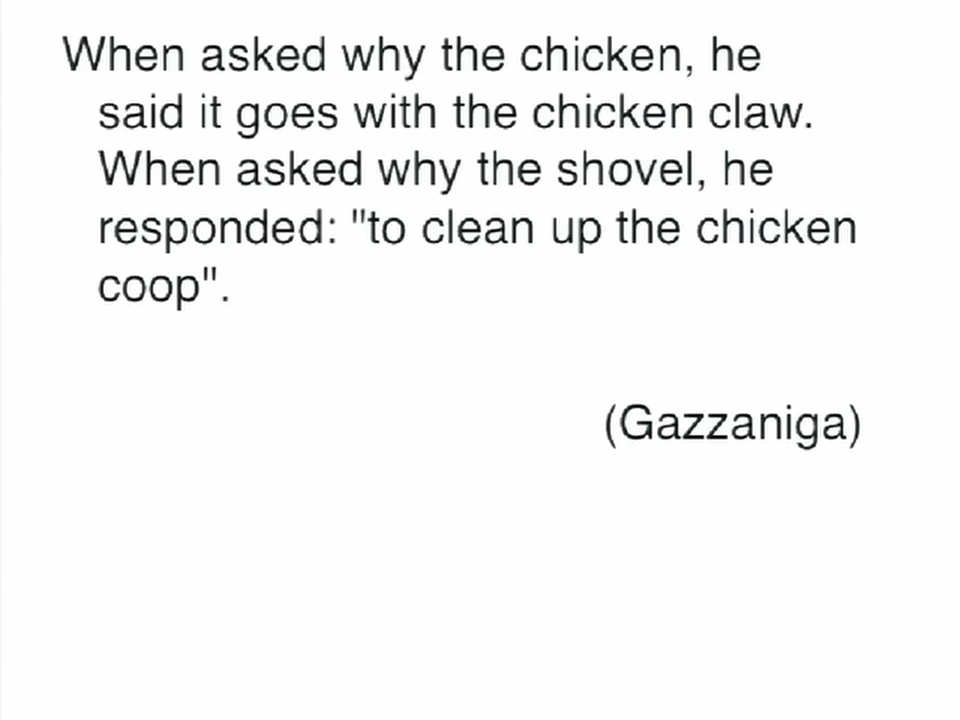 When asked why the chicken, he
said it goes with the chicken claw.
When asked why the shovel, he
responded: "to clean up the chicken
coop".
(Gazzaniga)